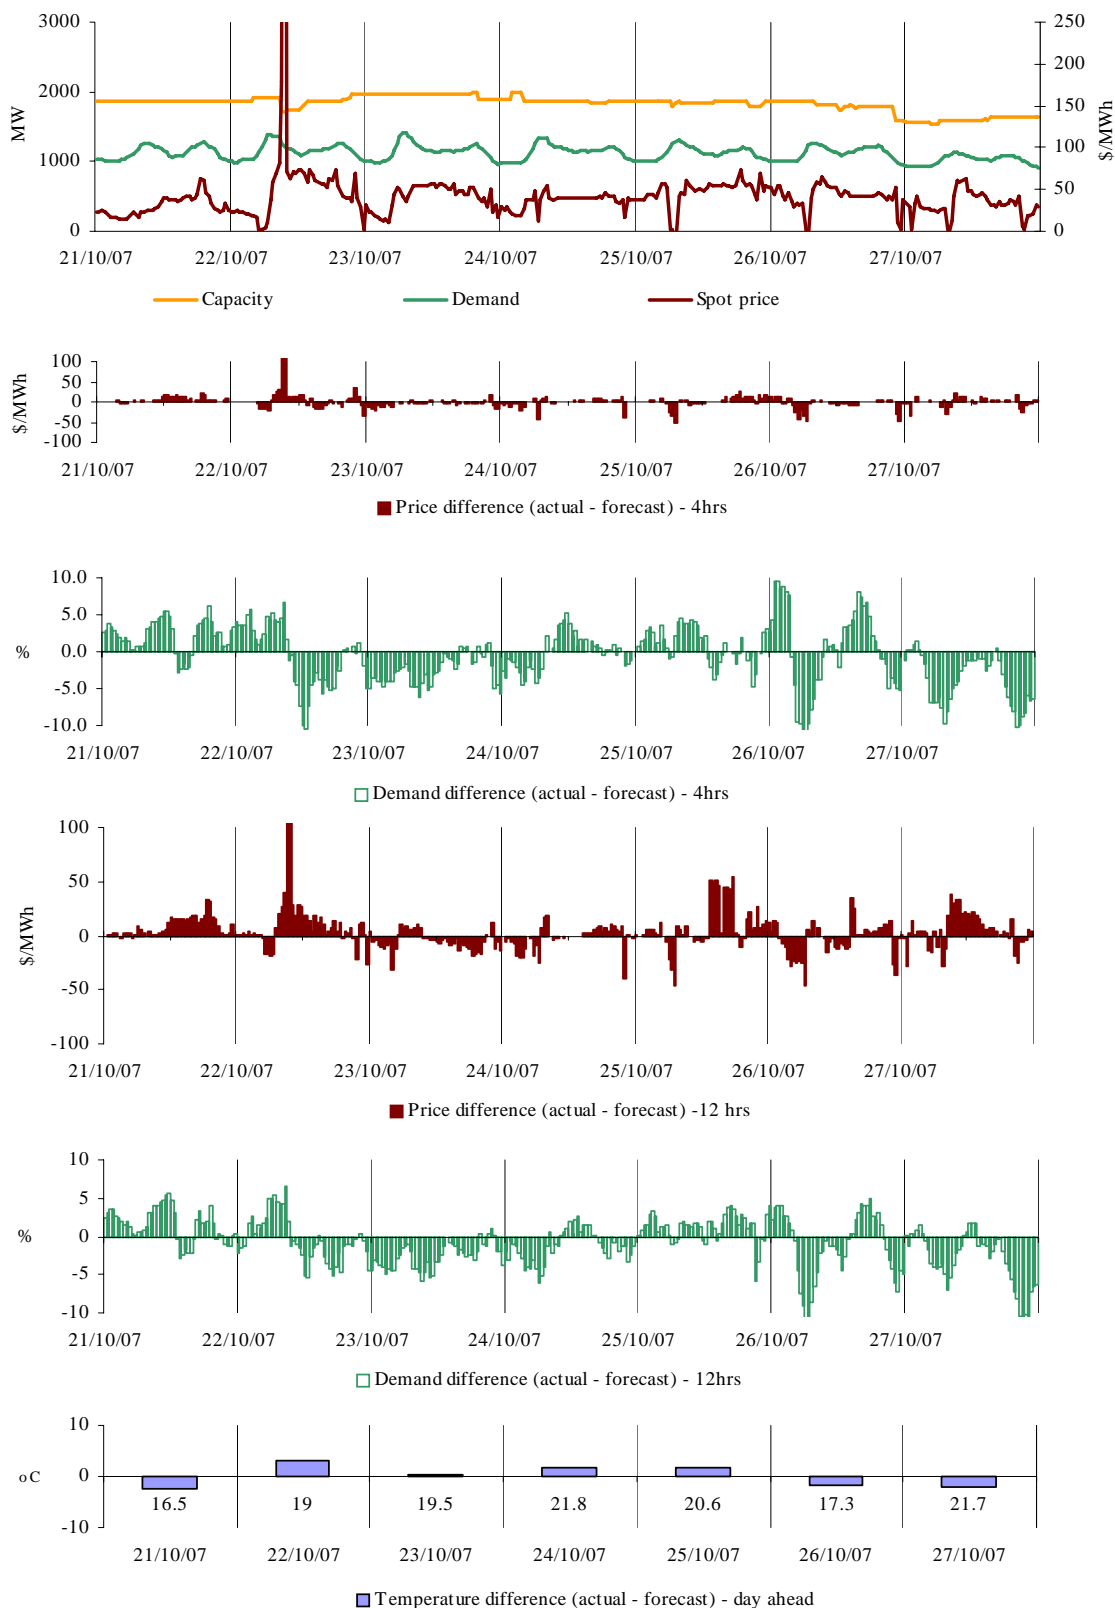 3000 250
200
2000 150
MW $/MWh
100
1000
50
0 0
21/10/07 22/10/07 23/10/07 24/10/07 25/10/07 26/10/07 27/10/07
Capacity Demand Spot price
100
50
$/MWh 0
-50
-100
21/10/07 22/10/07 23/10/07 24/10/07 25/10/07 26/10/07 27/10/07
Price difference (actual - forecast) - 4hrs
10.0
5.0
% 0.0
-5.0
-10.0
21/10/07 22/10/07 23/10/07 24/10/07 25/10/07 26/10/07 27/10/07
Demand difference (actual - forecast) - 4hrs
100
50
$/MWh 0
-50
-100
21/10/07 22/10/07 23/10/07 24/10/07 25/10/07 26/10/07 27/10/07
Price difference (actual - forecast) -12 hrs
10
5
% 0
-5
-10
21/10/07 22/10/07 23/10/07 24/10/07 25/10/07 26/10/07 27/10/07
Demand difference (actual - forecast) - 12hrs
10
oC 0
16.5 19 19.5 21.8 20.6 17.3 21.7
-10
21/10/07 22/10/07 23/10/07 24/10/07 25/10/07 26/10/07 27/10/07
Temperature difference (actual - forecast) - day ahead